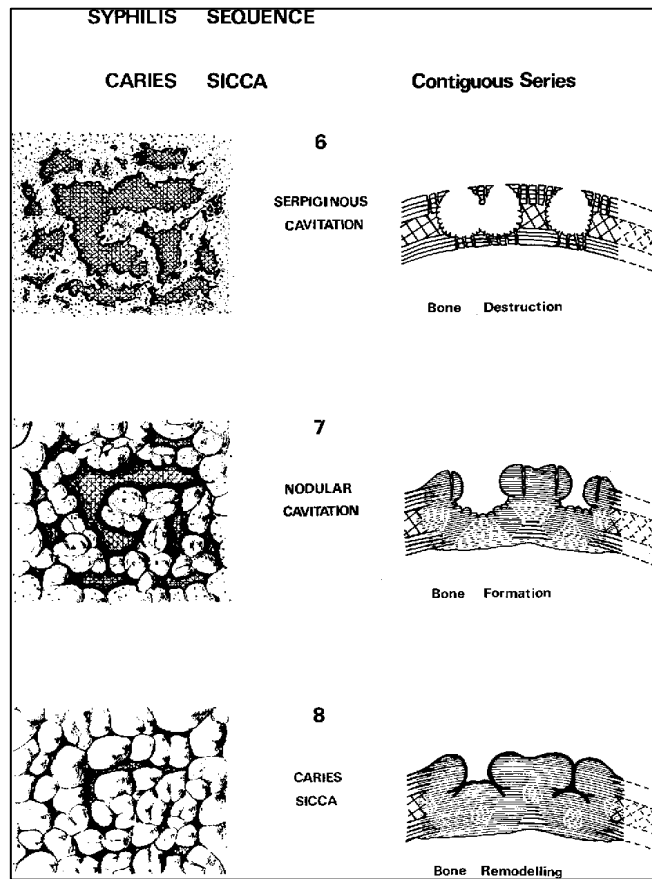 SYPHILIS SEQUENCE
CARIES SICCA
Contiguous Series
6
SERPIGINOUS
CAVITATION
Bone Destruction
7
NODULAR
CAVITATION
Bone Formation
8
CARIES
SICCA
Bone Remodelling